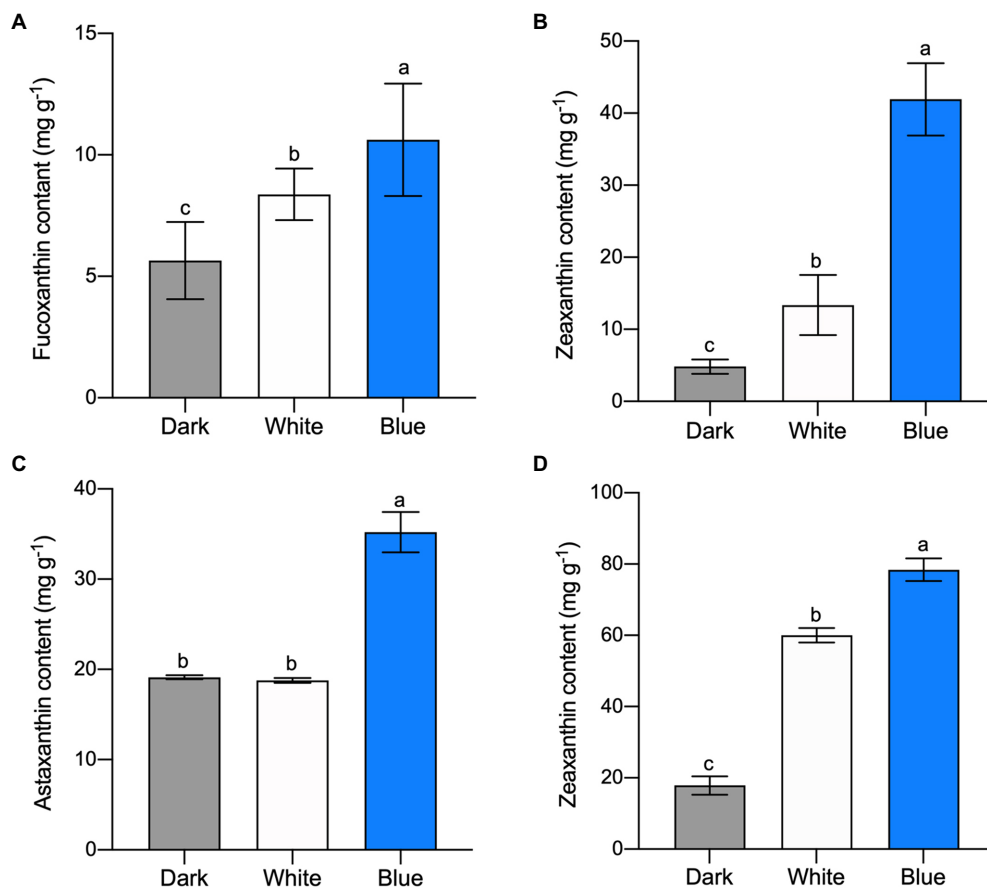 A
Fucoxanthin contant (mg g⁻¹)
15
10
5
0
c
b
a
Dark White Blue
B
Zeaxanthin content (mg g⁻¹)
50
40
30
20
10
0
c
b
a
Dark White Blue
C
Astaxanthin content (mg g⁻¹)
40
30
20
10
0
b
b
a
Dark White Blue
D
Zeaxanthin content (mg g⁻¹)
100
80
60
40
20
0
c
b
a
Dark White Blue